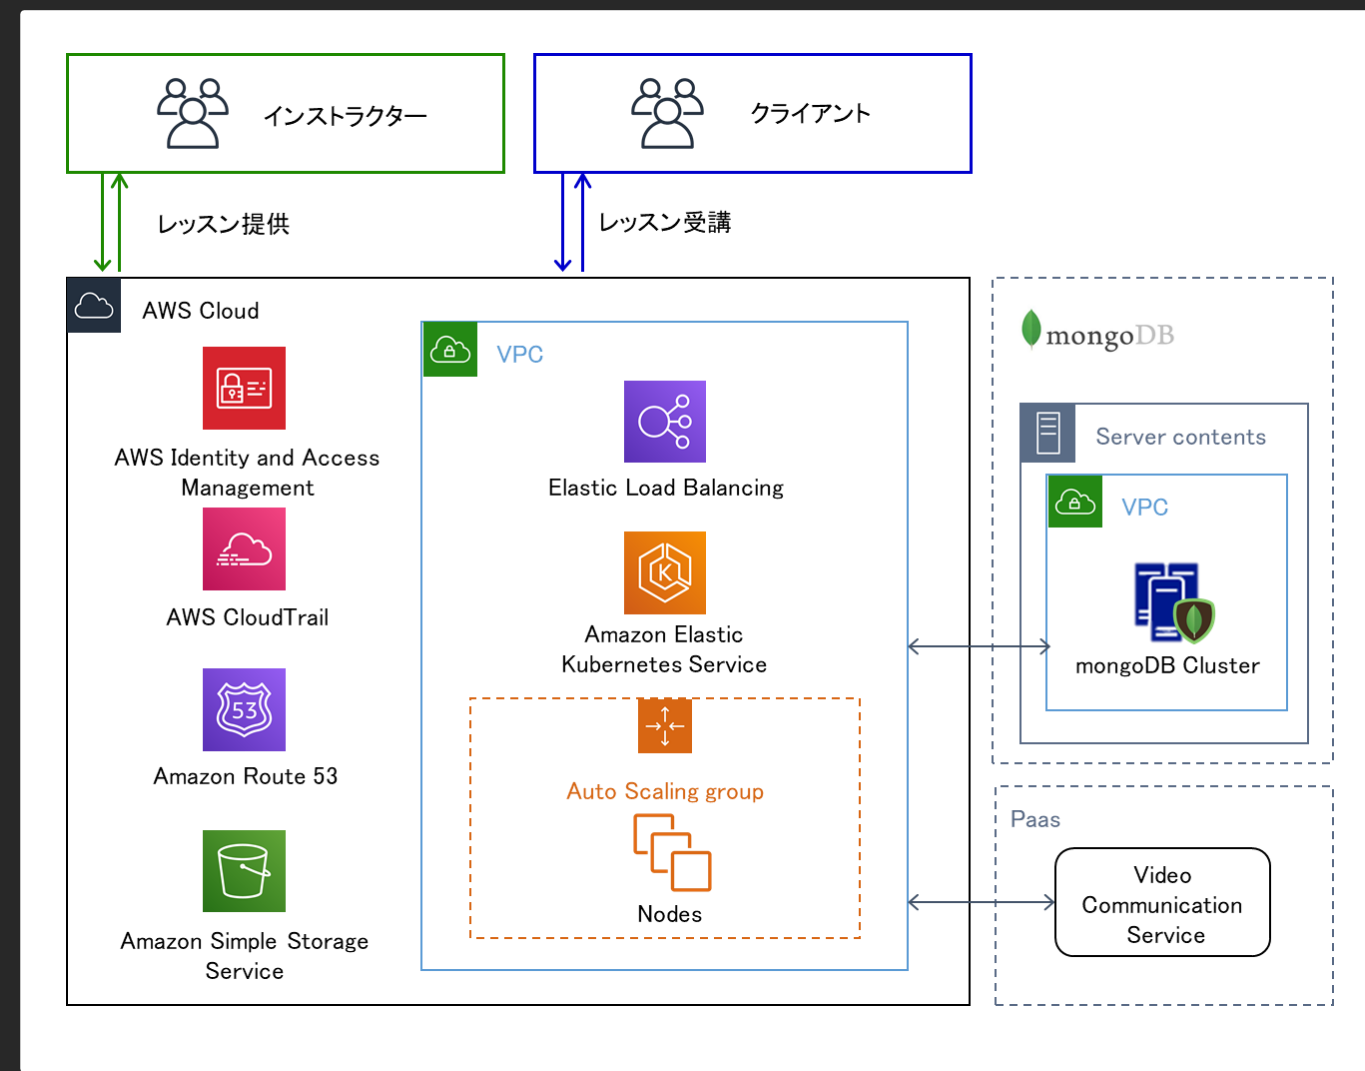 インストラクター
クライアント
レッスン提供
レッスン受講
AWS Cloud
AWS Identity and Access
Management
AWS CloudTrail
53
Amazon Route 53
Amazon Simple Storage
Service
VPC
Elastic Load Balancing
K
Amazon Elastic
Kubernetes Service
Auto Scaling group
Nodes
mongoDB
Server contents
VPC
mongoDB Cluster
Paas
Video
Communication
Service